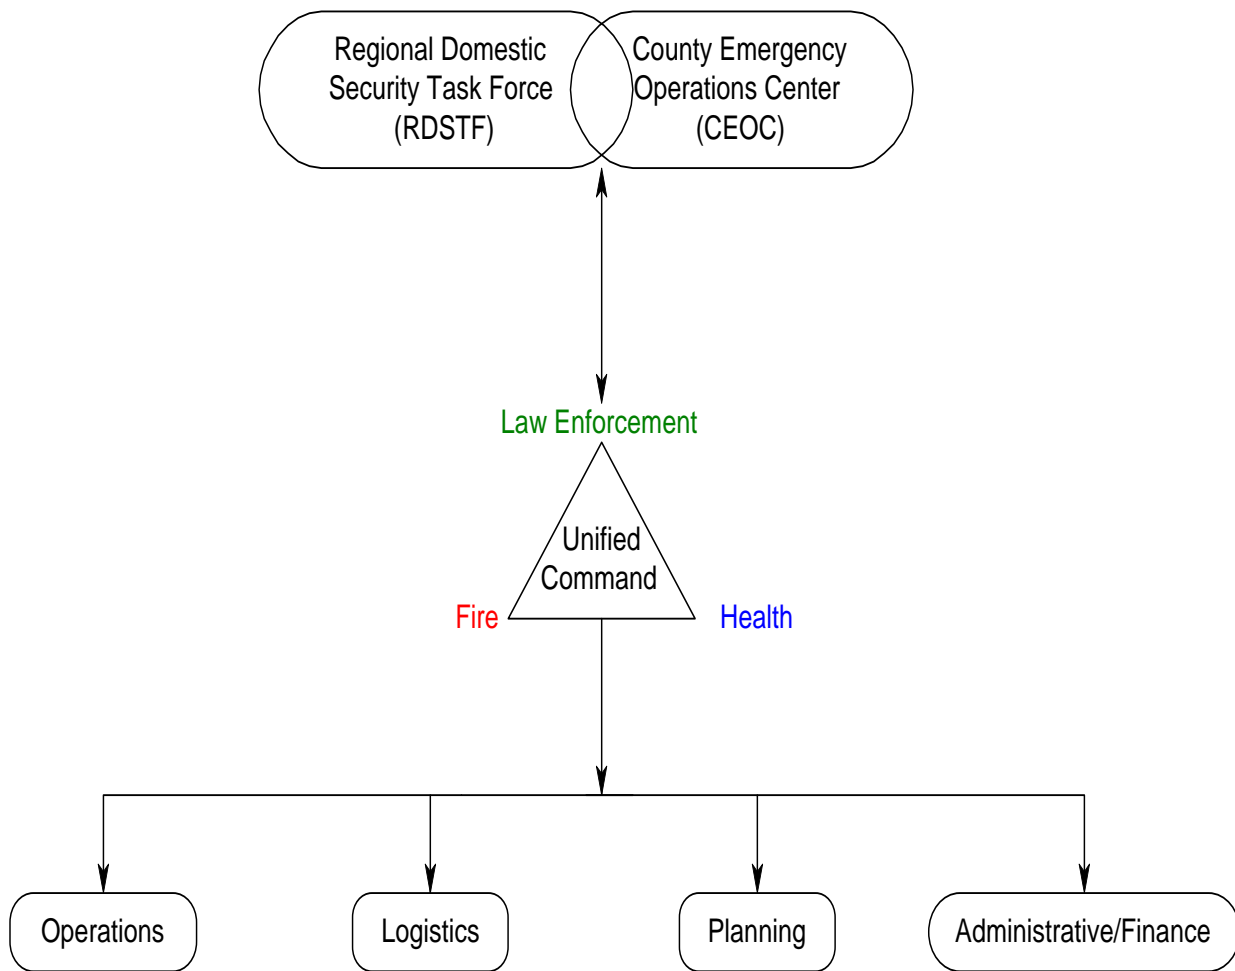 Regional Domestic
Security Task Force
(RDSTF)
County Emergency
Operations Center
(CEOC)
Law Enforcement
Unified
Command
Fire
Health
Operations
Logistics
Planning
Administrative/Finance